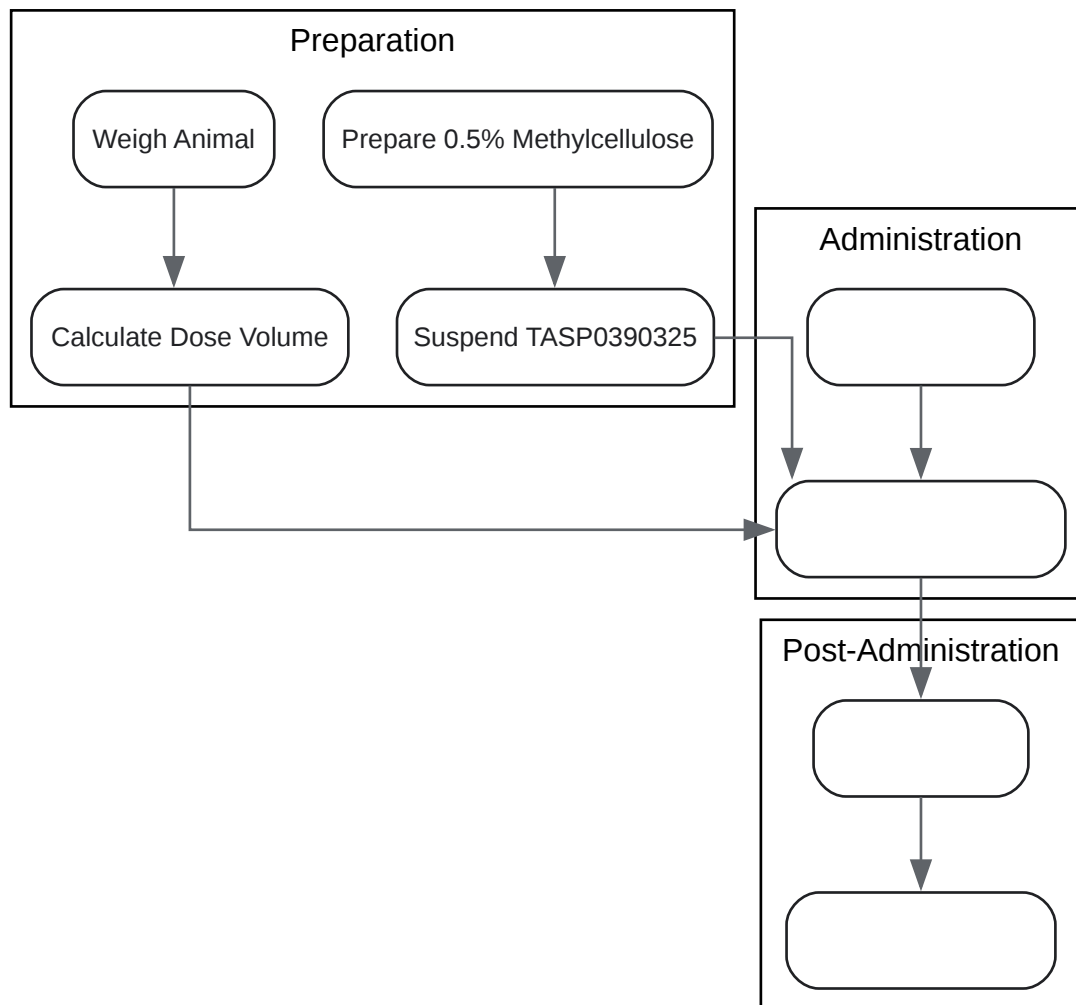 Preparation
Weigh Animal
Prepare 0.5% Methylcellulose
Calculate Dose Volume
Suspend TASP0390325
Administration
Post-Administration